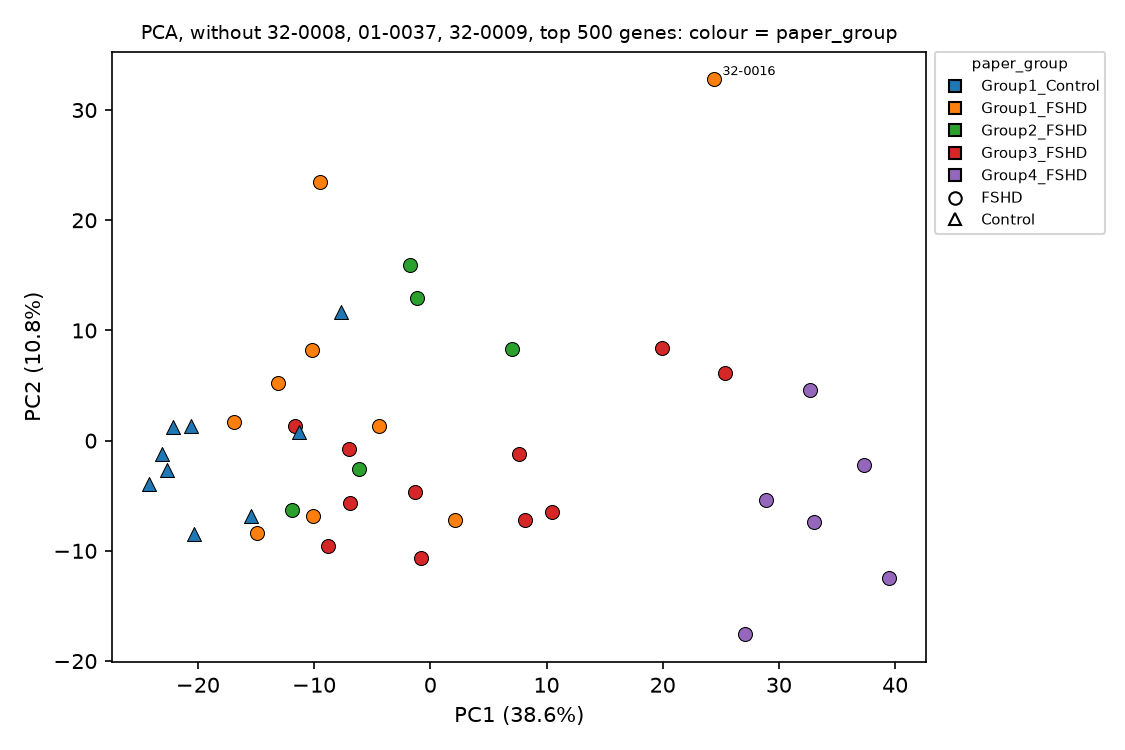 PCA, without 32-0008, 01-0037, 32-0009, top 500 genes: colour = paper_group
32-0016
paper_group
Group1_Control
Group1_FSHD
Group2_FSHD
Group3_FSHD
Group4_FSHD
FSHD
Control
30
20
10
0
−10
−20
PC2 (10.8%)
−20
−10
0
10
20
30
40
PC1 (38.6%)